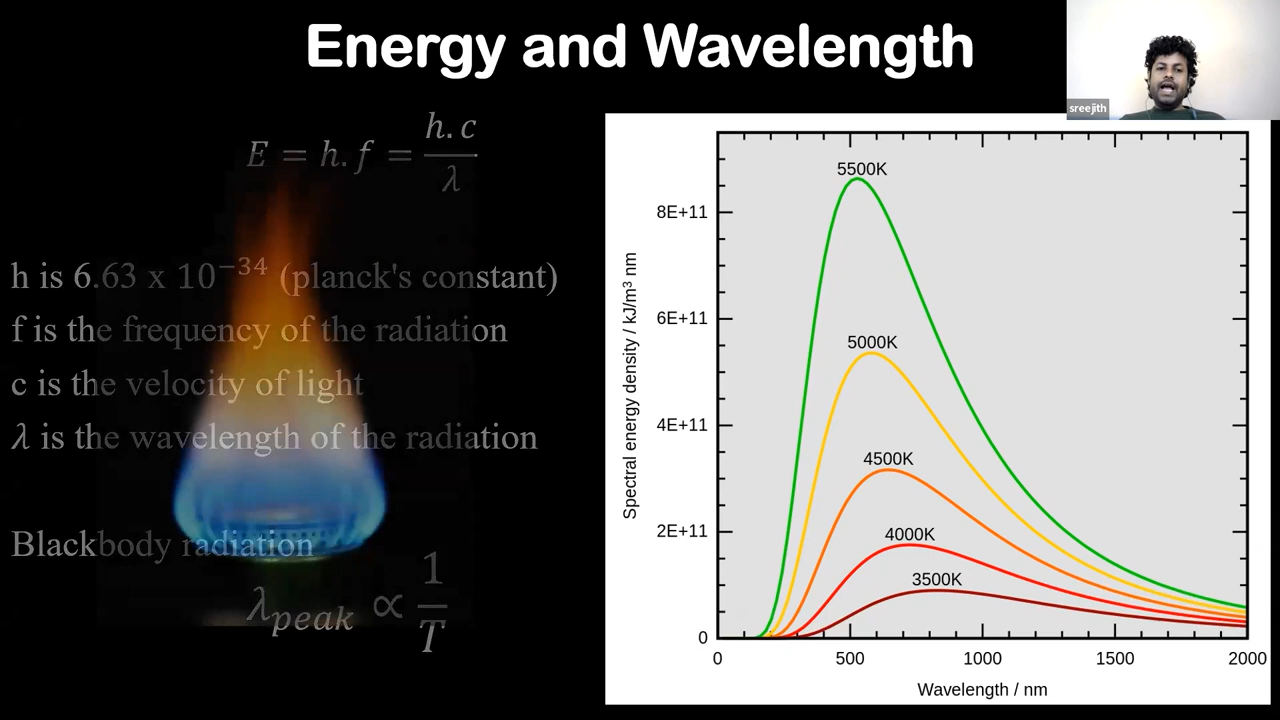 Energy and Wavelength
sreejith
E = h.f = h.c / λ
h is 6.63 x 10⁻³⁴ (planck's constant)
f is the frequency of the radiation
c is the velocity of light
λ is the wavelength of the radiation
Blackbody radiation
λpeak ∝ 1 / T
5500K
5000K
4500K
4000K
3500K
8E+11
6E+11
4E+11
2E+11
0
0 500 1000 1500 2000
Spectral energy density / kJ/m³ nm
Wavelength / nm